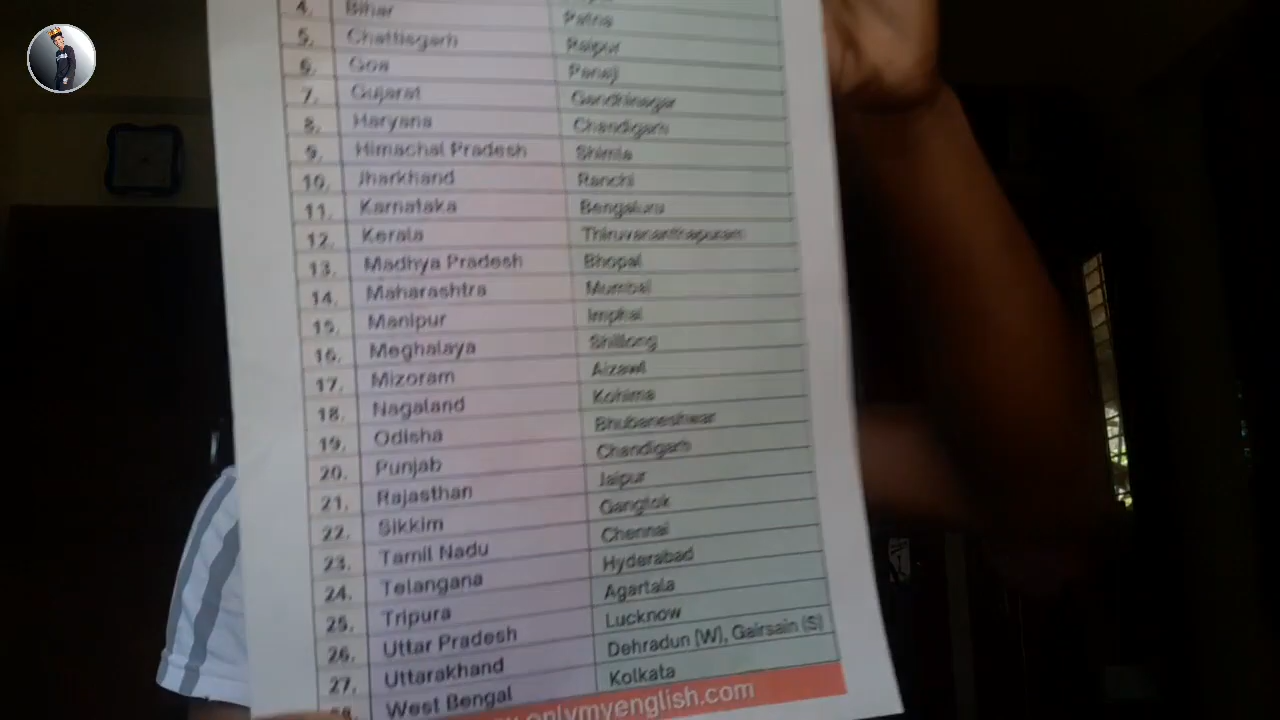 4. Bihar Patna
5. Chattisgarh Raipur
6. Goa Panaji
7. Gujarat Gandhinagar
8. Haryana Chandigarh
9. Himachal Pradesh Shimla
10. Jharkhand Ranchi
11. Karnataka Bengaluru
12. Kerala Thiruvananthapuram
13. Madhya Pradesh Bhopal
14. Maharashtra Mumbai
15. Manipur Imphal
16. Meghalaya Shillong
17. Mizoram Aizawl
18. Nagaland Kohima
19. Odisha Bhubaneshwar
20. Punjab Chandigarh
21. Rajasthan Jaipur
22. Sikkim Gangtok
23. Tamil Nadu Chennai
24. Telangana Hyderabad
25. Tripura Agartala
26. Uttar Pradesh Lucknow
27. Uttarakhand Dehradun (W), Gairsain (S)
28. West Bengal Kolkata
onlymyenglish.com